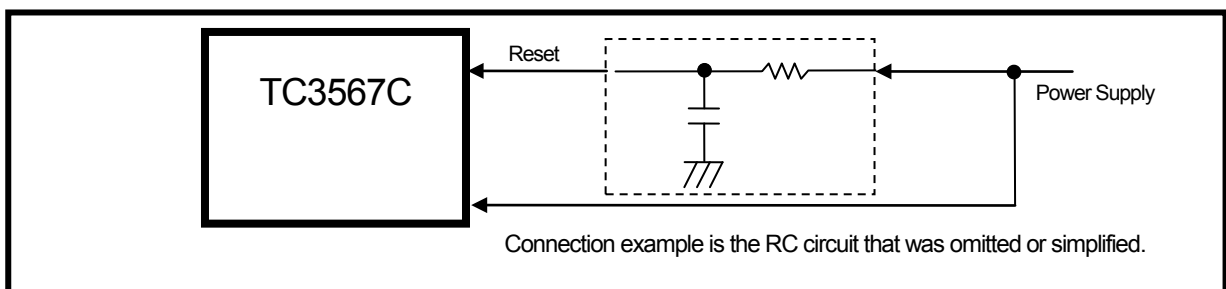 Reset
TC3567C
Power Supply
Connection example is the RC circuit that was omitted or simplified.